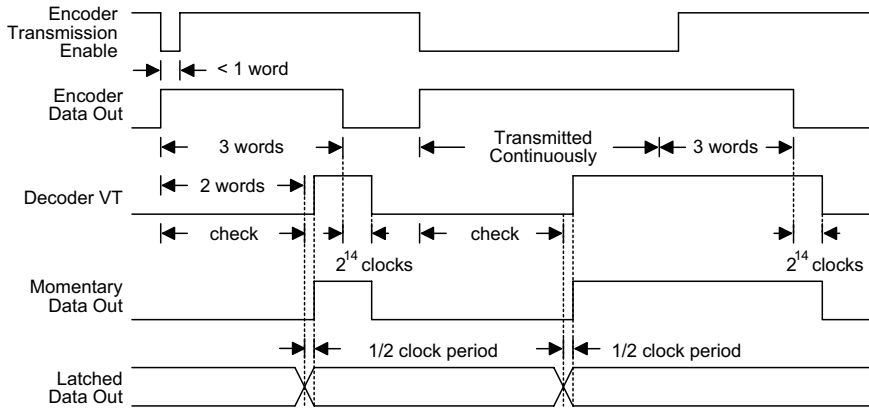 Encoder
Transmission
Enable
< 1 word
Encoder
Data Out
3 words
Transmitted
Continuously
3 words
2 words
Decoder VT
check
check
2^14 clocks
2^14 clocks
Momentary
Data Out
1/2 clock period
1/2 clock period
Latched
Data Out